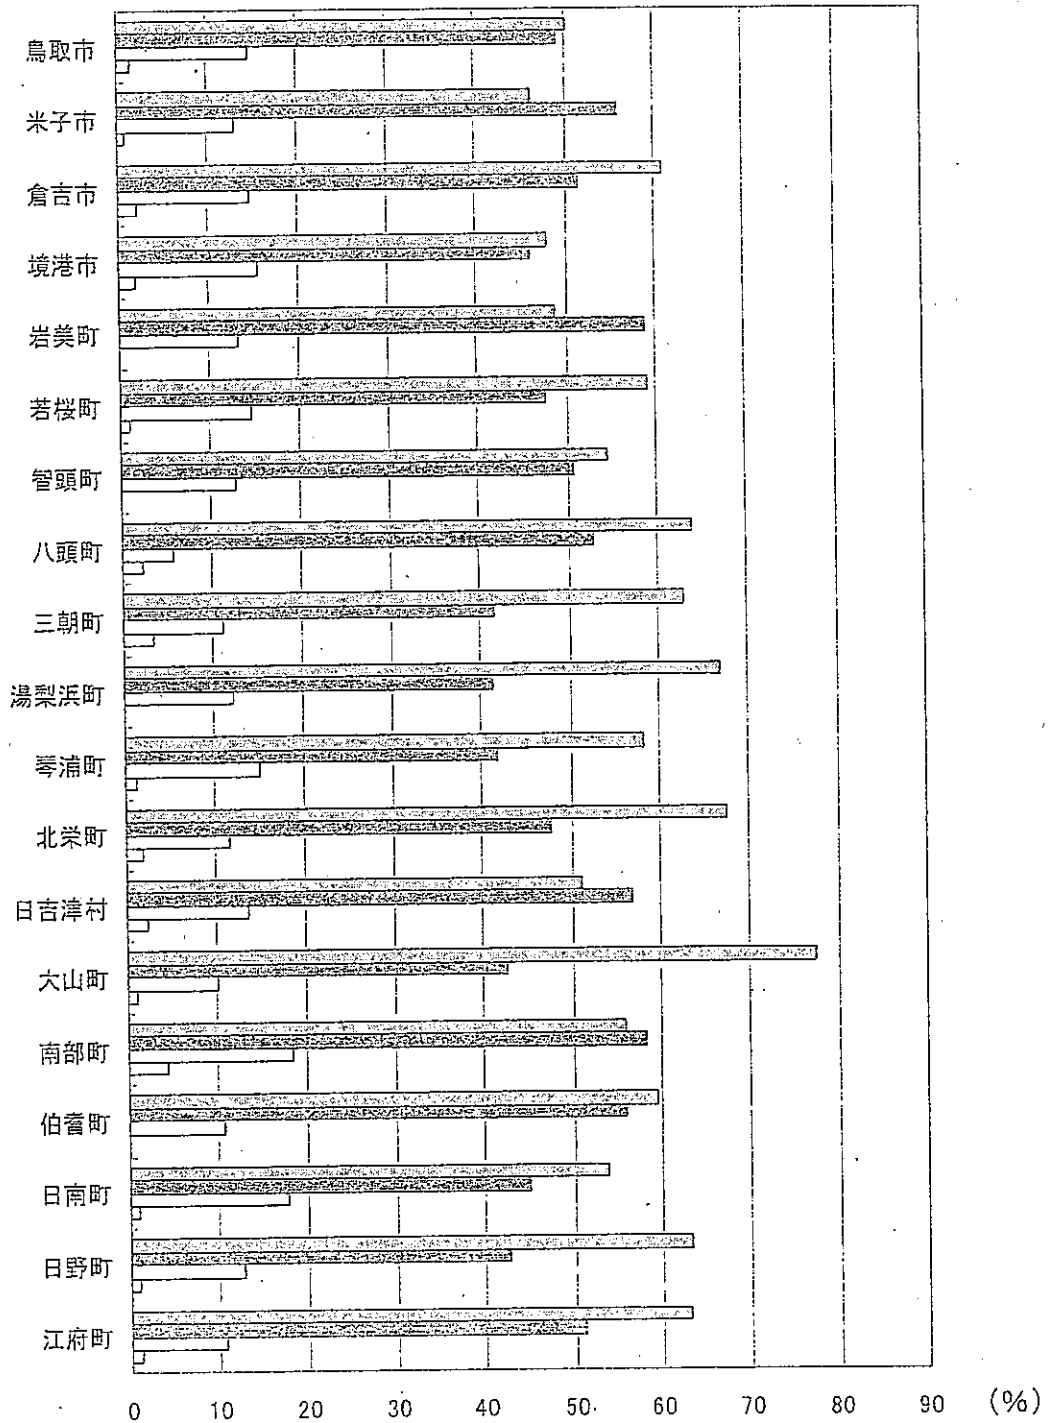 鳥取市
米子市
倉吉市
境港市
岩美町
若桜町
智頭町
八頭町
三朝町
湯梨浜町
琴浦町
北栄町
日吉津村
大山町
南部町
伯耆町
日南町
日野町
江府町
0 10 20 30 40 50 60 70 80 90 (%)